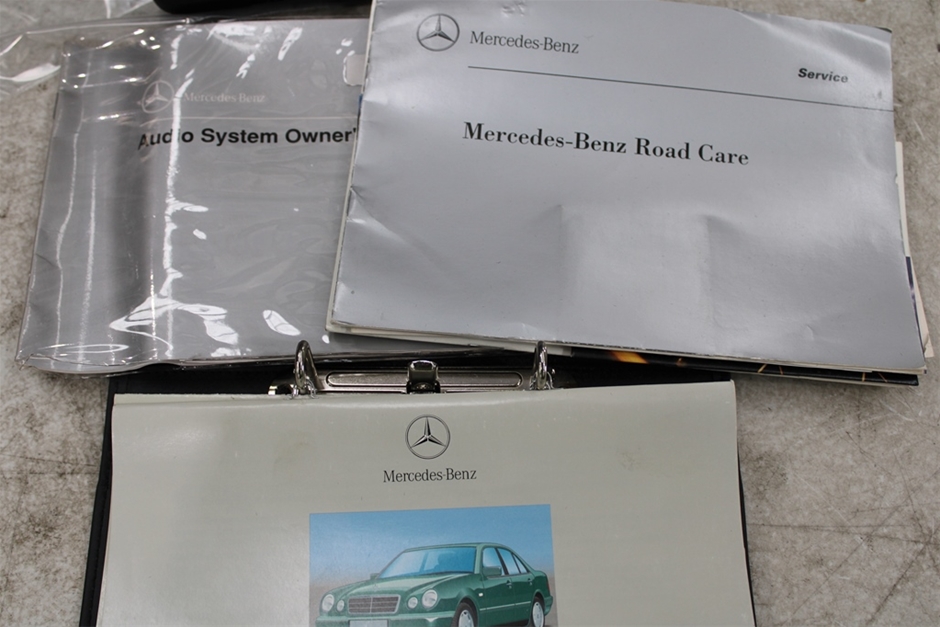 Mercedes Benz
Audio System Owner'
Mercedes-Benz
Service
Mercedes-Benz Road Care
Mercedes-Benz